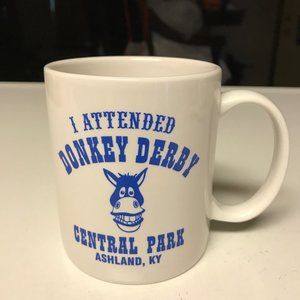 I ATTENDED
DONKEY DERBY
CENTRAL PARK
ASHLAND, KY